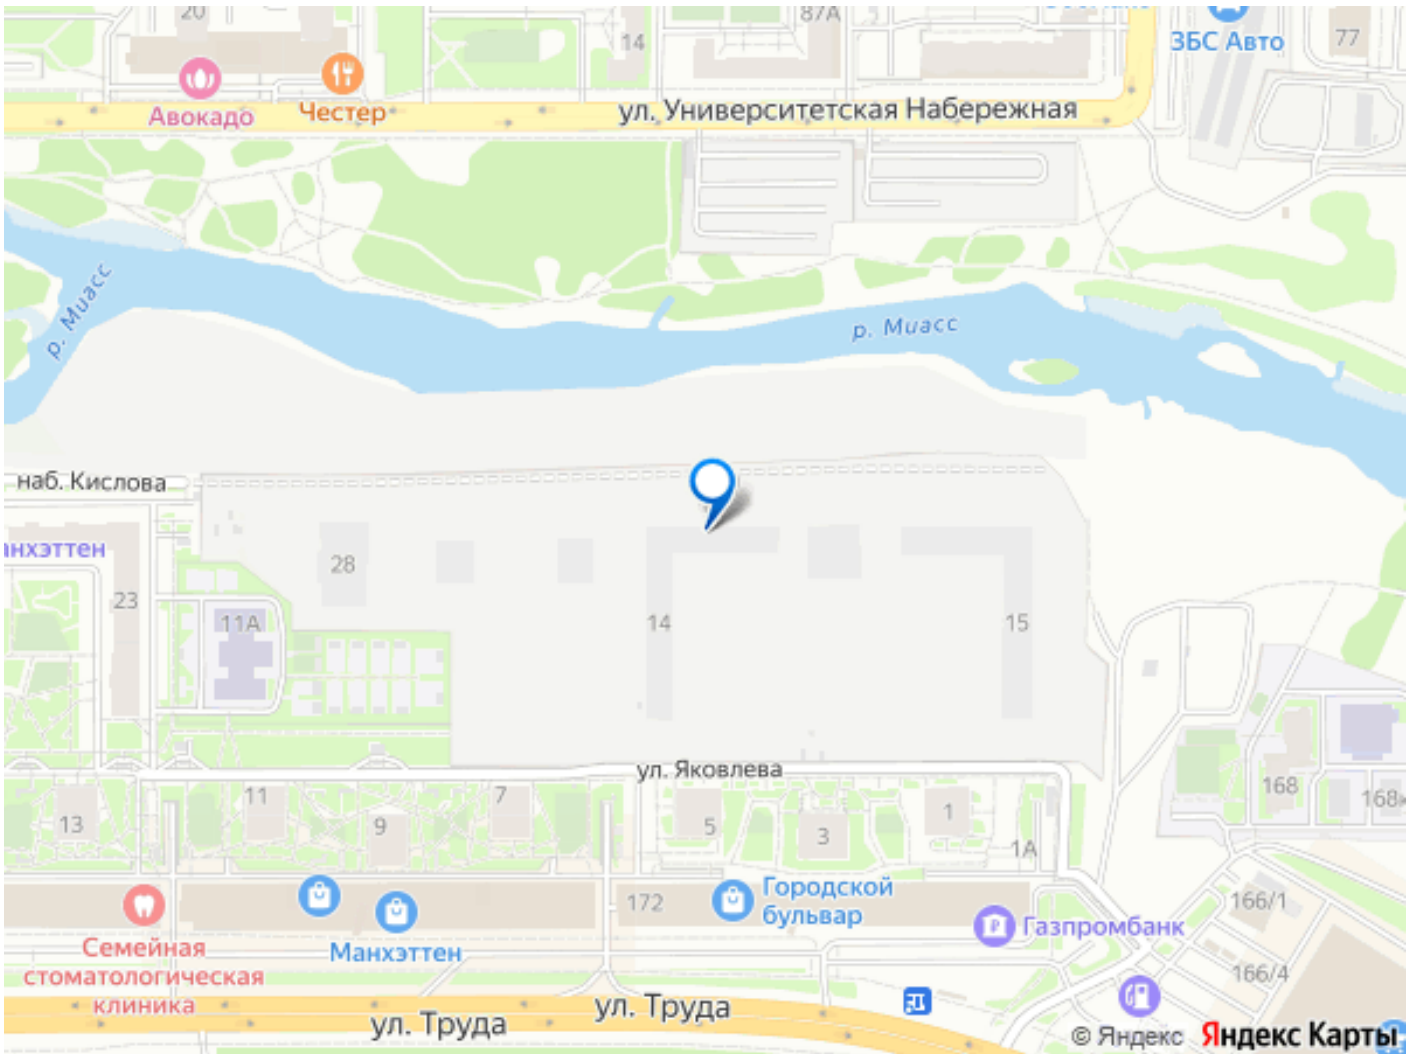 20
14
87А
ЗБС Авто
77
Авокадо
Честер
ул. Университетская Набережная
р. Миасс
р. Миасс
наб. Кислова
анхэттен
28
23
11А
14
15
ул. Яковлева
11
7
13
9
5
3
1
1А
168
168к
172
Городской
бульвар
166/1
Газпромбанк
Семейная
стоматологическая
клиника
Манхэттен
166/4
ул. Труда
ул. Труда
© Яндекс Яндекс Карты